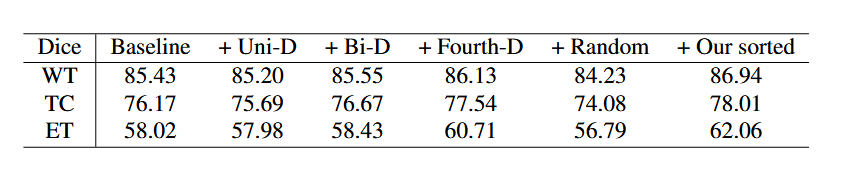 Dice Baseline + Uni-D + Bi-D + Fourth-D + Random + Our sorted
WT 85.43 85.20 85.55 86.13 84.23 86.94
TC 76.17 75.69 76.67 77.54 74.08 78.01
ET 58.02 57.98 58.43 60.71 56.79 62.06